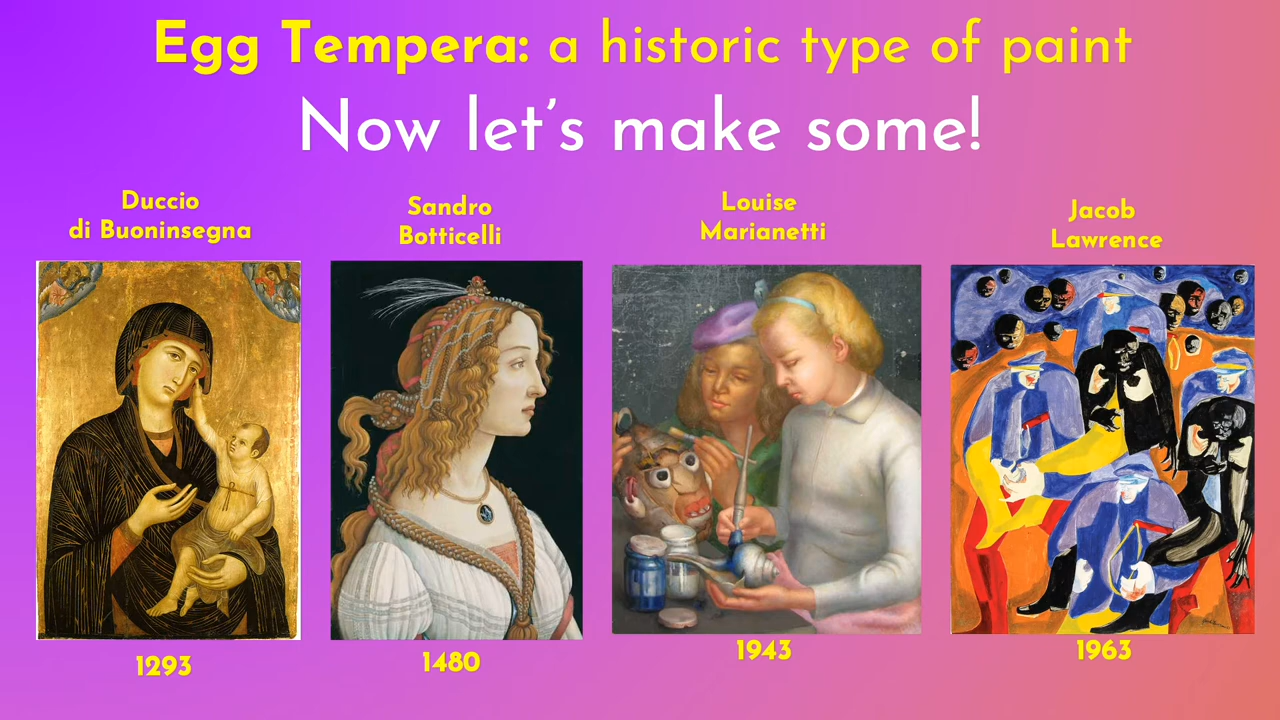 Egg Tempera: a historic type of paint
Now let's make some!
Duccio
di Buoninsegna
Sandro
Botticelli
Louise
Marianetti
Jacob
Lawrence
1293
1480
1943
1963